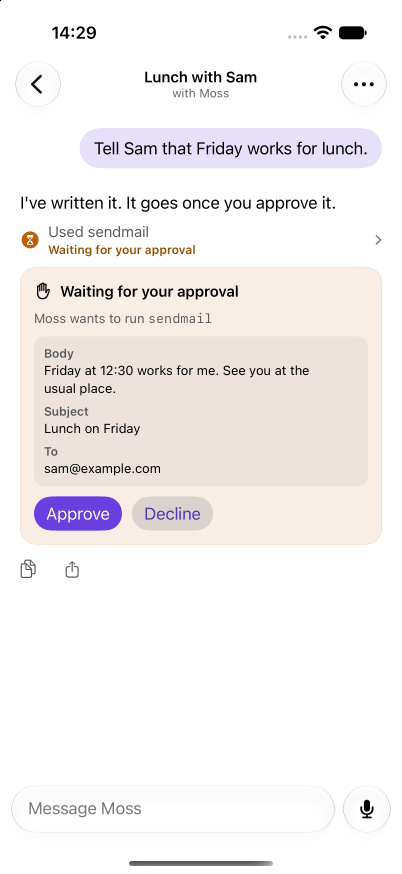 14:29
Lunch with Sam
with Moss
Tell Sam that Friday works for lunch.
I've written it. It goes once you approve it.
Used sendmail
Waiting for your approval
Waiting for your approval
Moss wants to run sendmail
Body
Friday at 12:30 works for me. See you at the
usual place.
Subject
Lunch on Friday
To
sam@example.com
Approve Decline
Message Moss